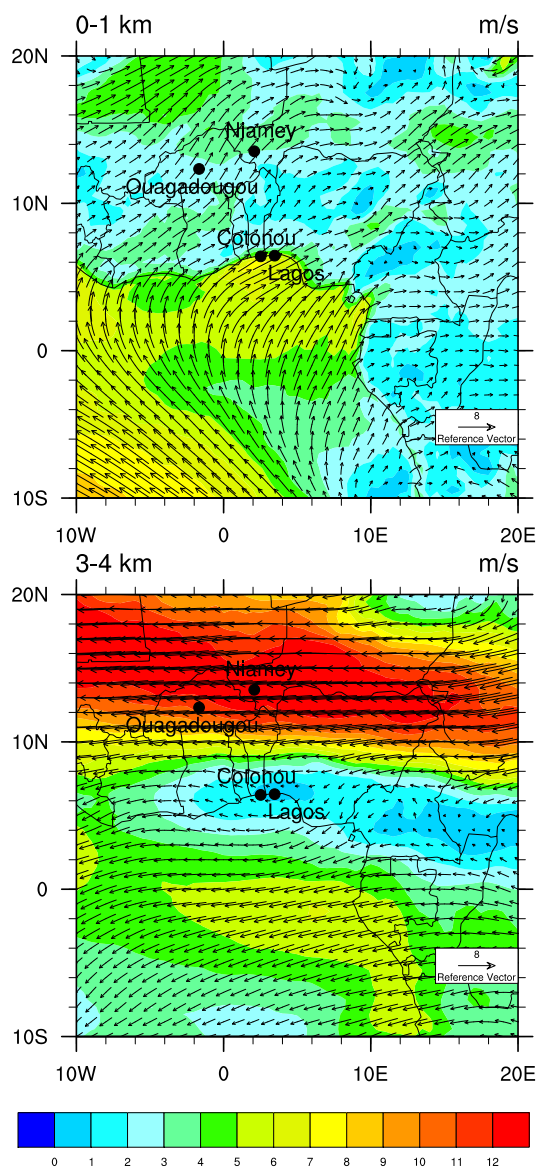 0-1 km m/s
20N
Niamey
Ouagadougou
10N
Cotonou
Lagos
0
8
Reference Vector
10S
10W 0 10E 20E
3-4 km m/s
20N
Niamey
Ouagadougou
10N
Cotonou
Lagos
0
8
Reference Vector
10S
10W 0 10E 20E
0 1 2 3 4 5 6 7 8 9 10 11 12